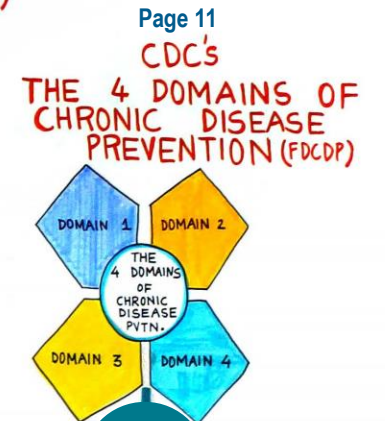 Page 11
CDC's
THE 4 DOMAINS OF
CHRONIC DISEASE
PREVENTION (FDCDP)
DOMAIN 1
DOMAIN 2
THE
4 DOMAINS
OF
CHRONIC
DISEASE
PVTN.
DOMAIN 3
DOMAIN 4